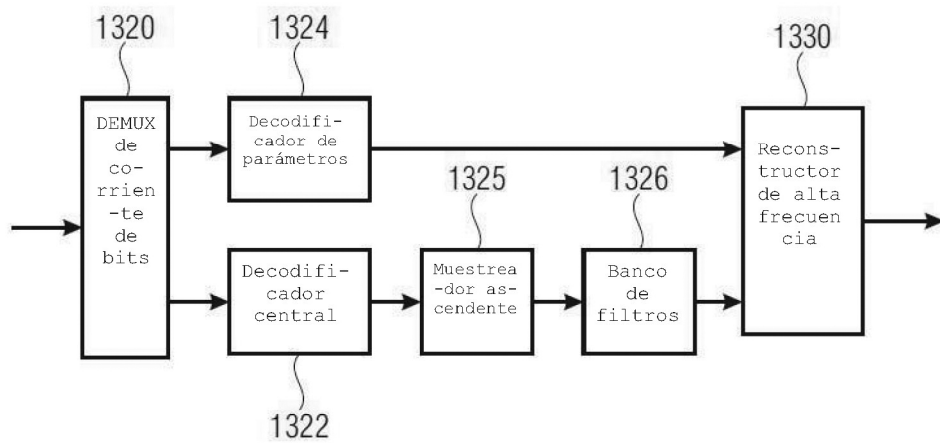 1320
1324
1330
DEMUX
de
co-
rrien
-te
de
bits
Decodifi-
cador de
parámetros
1325
1326
Recons-
tructor
de alta
frecuen
cia
Decodifi-
cador
central
Muestrea
-dor as-
cendente
Banco
de
filtros
1322